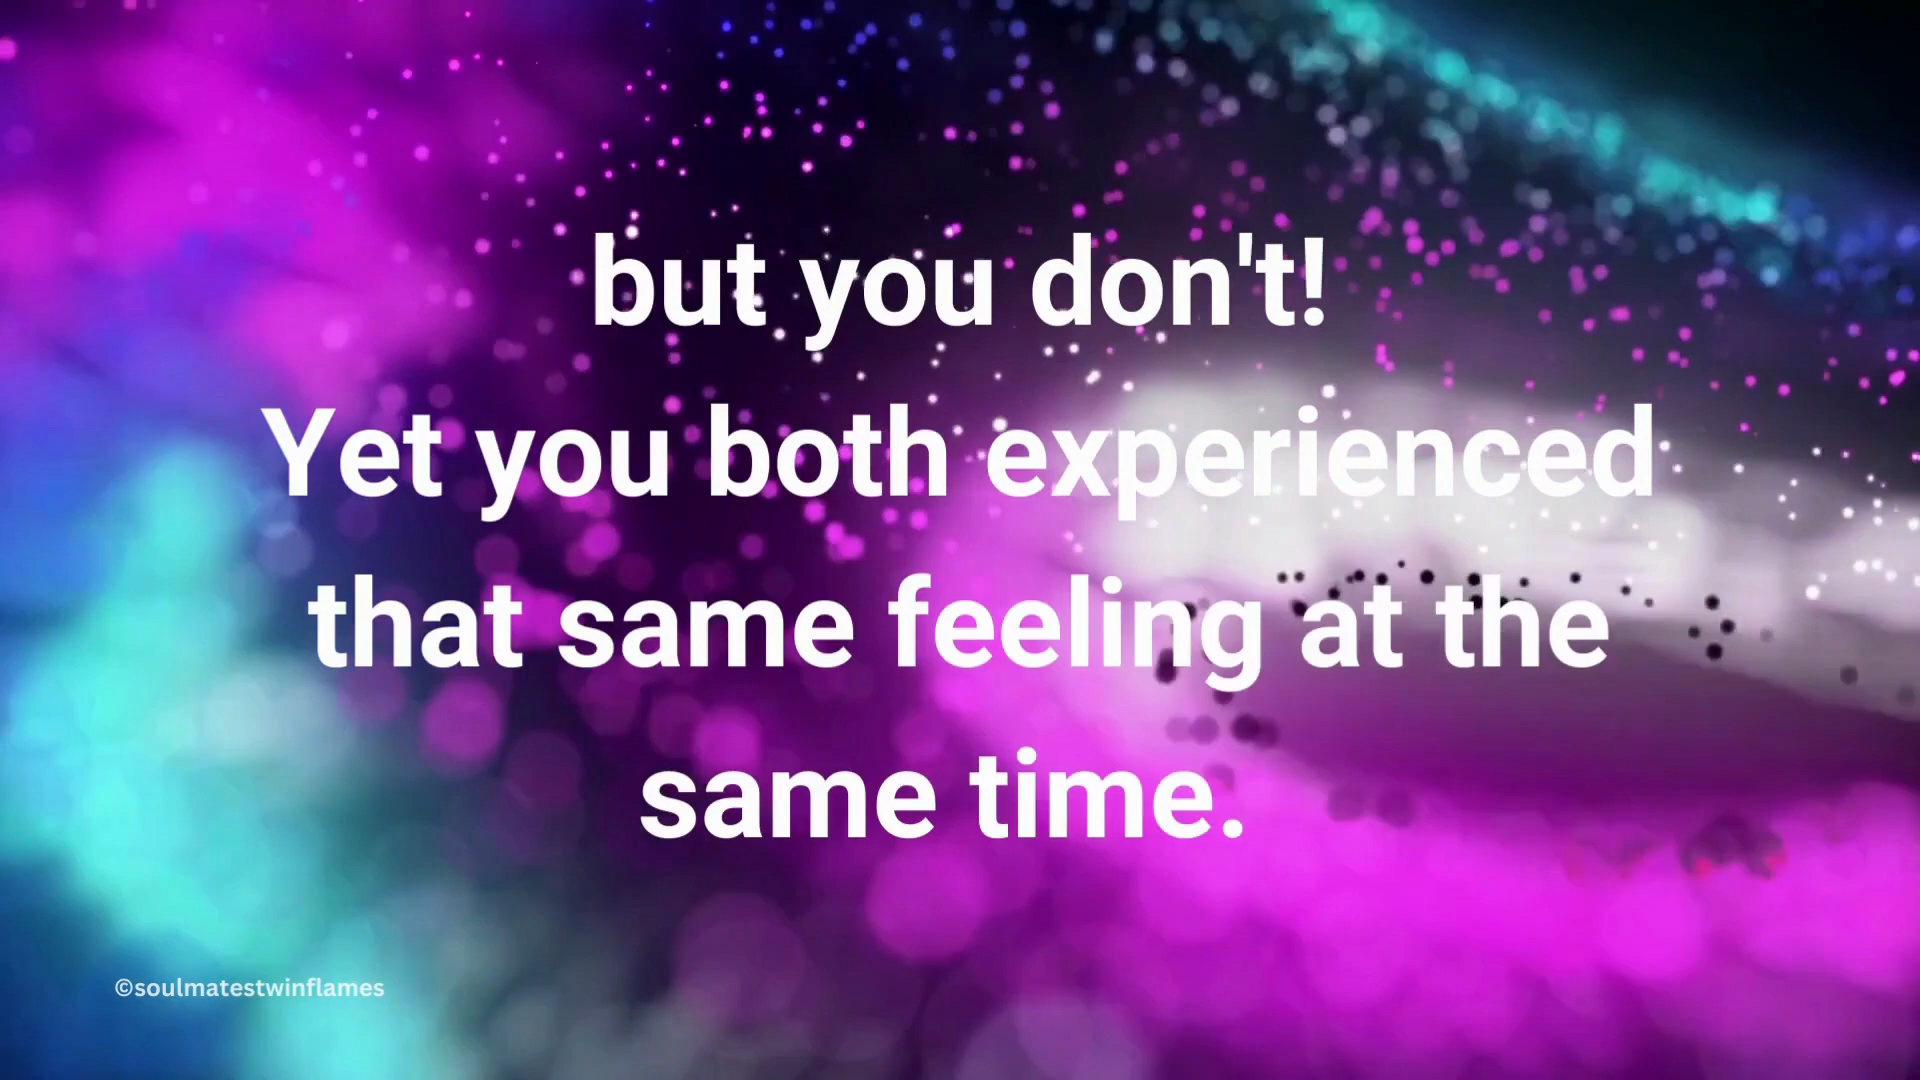 but you don't!
Yet you both experienced
that same feeling at the
same time.
©soulmatestwinflames